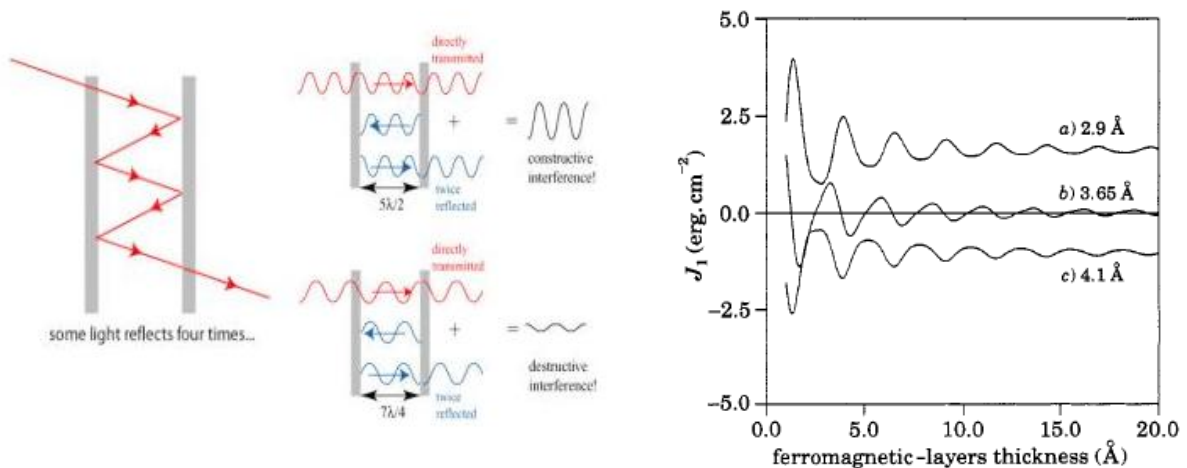 some light reflects four times...
directly
transmitted
+
=
constructive
interference!
twice
reflected
5λ/2
directly
transmitted
+
=
destructive
interference!
twice
reflected
7λ/4
J₁ (erg. cm⁻²)
5.0
2.5
0.0
−2.5
−5.0
a) 2.9 Å
b) 3.65 Å
c) 4.1 Å
0.0 5.0 10.0 15.0 20.0
ferromagnetic-layers thickness (Å)